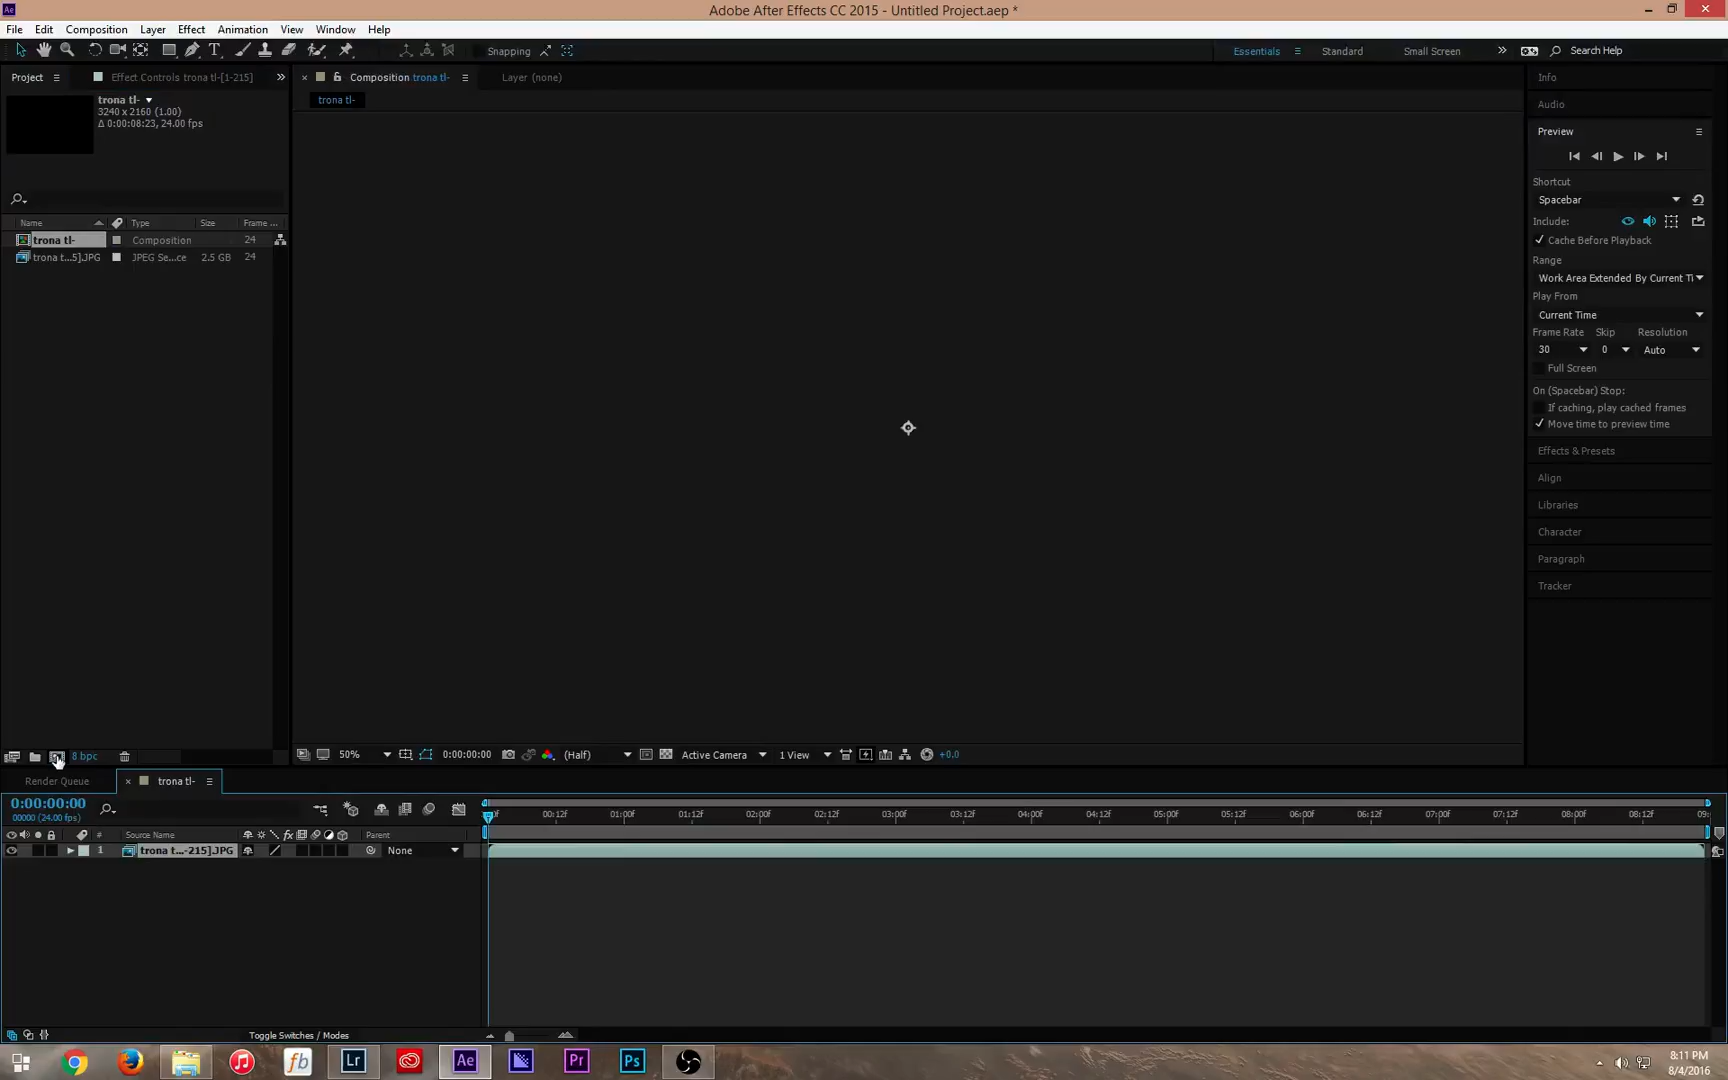 Ae Adobe After Effects CC 2015 - Untitled Project.aep *
File Edit Composition Layer Effect Animation View Window Help
Snapping Essentials Standard Small Screen Search Help
Project Effect Controls trona tl-[1-215] Composition trona tl- Layer (none)
trona tl-
trona tl-
3240 x 2160 (1.00)
Δ 0:00:08:23, 24.00 fps
Name Type Size Frame ...
trona tl- Composition 24
trona t...5].JPG JPEG Se...ce 2.5 GB 24
Info
Audio
Preview
Shortcut
Spacebar
Include:
Cache Before Playback
Range
Work Area Extended By Current Ti
Play From
Current Time
Frame Rate Skip Resolution
30 0 Auto
Full Screen
On (Spacebar) Stop:
If caching, play cached frames
Move time to preview time
Effects & Presets
Align
Libraries
Character
Paragraph
Tracker
8 bpc
50% 0:00:00:00 (Half) Active Camera 1 View +0.0
Render Queue trona tl-
0:00:00:00
00000 (24.00 fps)
00:12f 01:00f 01:12f 02:00f 02:12f 03:00f 03:12f 04:00f 04:12f 05:00f 05:12f 06:00f 06:12f 07:00f 07:12f 08:00f 08:12f 09:
# Source Name fx Parent
1 trona t...-215].JPG None
Toggle Switches / Modes
fb Lr Ae Pr Ps
8:11 PM
8/4/2016